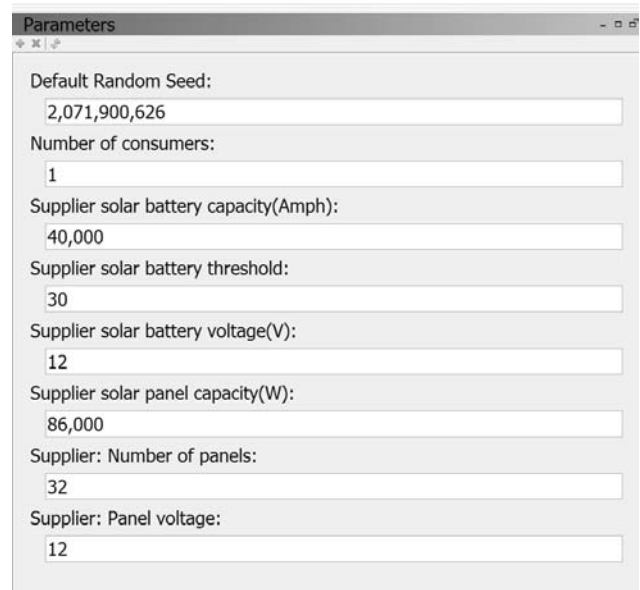 Parameters
Default Random Seed:
2,071,900,626
Number of consumers:
1
Supplier solar battery capacity(Amph):
40,000
Supplier solar battery threshold:
30
Supplier solar battery voltage(V):
12
Supplier solar panel capacity(W):
86,000
Supplier: Number of panels:
32
Supplier: Panel voltage:
12